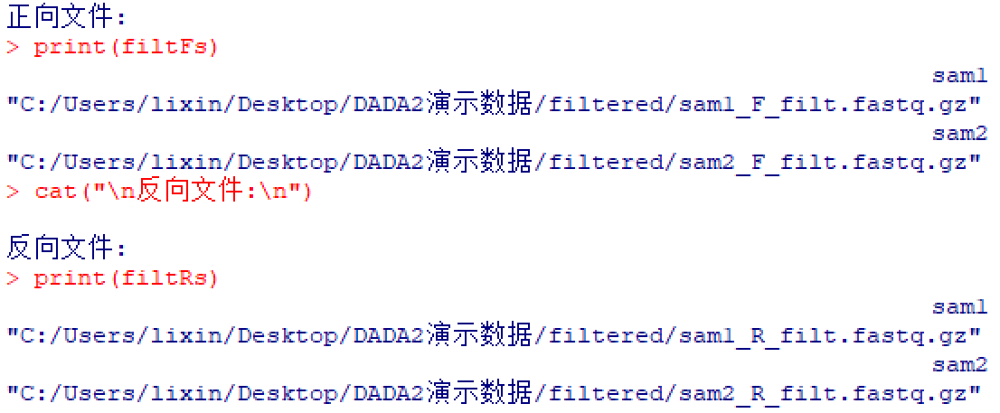 正向文件:
> print(filtFs)
sam1
"C:/Users/lixin/Desktop/DADA2演示数据/filtered/sam1_F_filt.fastq.gz"
sam2
"C:/Users/lixin/Desktop/DADA2演示数据/filtered/sam2_F_filt.fastq.gz"
> cat("\n反向文件:\n")
反向文件:
> print(filtRs)
sam1
"C:/Users/lixin/Desktop/DADA2演示数据/filtered/sam1_R_filt.fastq.gz"
sam2
"C:/Users/lixin/Desktop/DADA2演示数据/filtered/sam2_R_filt.fastq.gz"